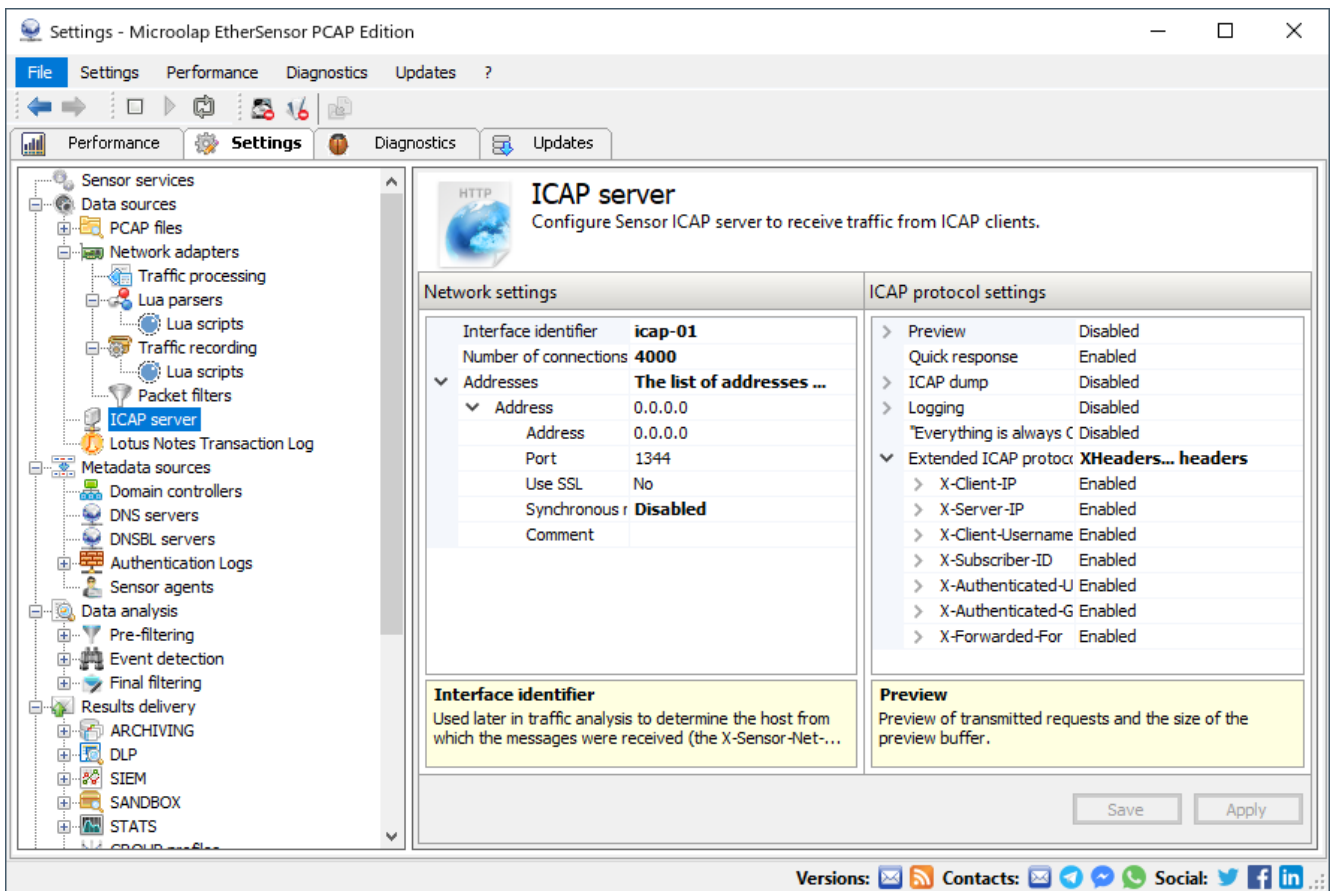 Settings - Microolap EtherSensor PCAP Edition
File Settings Performance Diagnostics Updates ?
Performance Settings Diagnostics Updates
Sensor services
Data sources
PCAP files
Network adapters
Traffic processing
Lua parsers
Lua scripts
Traffic recording
Lua scripts
Packet filters
ICAP server
Lotus Notes Transaction Log
Metadata sources
Domain controllers
DNS servers
DNSBL servers
Authentication Logs
Sensor agents
Data analysis
Pre-filtering
Event detection
Final filtering
Results delivery
ARCHIVING
DLP
SIEM
SANDBOX
STATS
HTTP
ICAP server
Configure Sensor ICAP server to receive traffic from ICAP clients.
Network settings
Interface identifier icap-01
Number of connections 4000
Addresses The list of addresses ...
Address 0.0.0.0
Address 0.0.0.0
Port 1344
Use SSL No
Synchronous r Disabled
Comment
Interface identifier
Used later in traffic analysis to determine the host from
which the messages were received (the X-Sensor-Net-...
ICAP protocol settings
Preview Disabled
Quick response Enabled
ICAP dump Disabled
Logging Disabled
"Everything is always Disabled
Extended ICAP protoc XHeaders... headers
X-Client-IP Enabled
X-Server-IP Enabled
X-Client-Username Enabled
X-Subscriber-ID Enabled
X-Authenticated-U Enabled
X-Authenticated-G Enabled
X-Forwarded-For Enabled
Preview
Preview of transmitted requests and the size of the
preview buffer.
Save Apply
Versions: Contacts: Social: